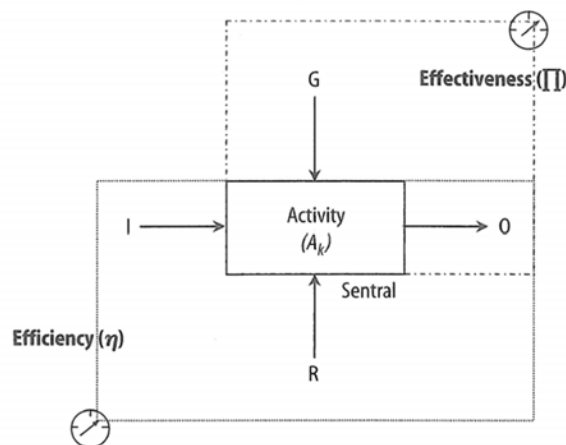 Effectiveness (∏)
G
I
Activity
(Aₖ)
O
Sentral
Efficiency (η)
R